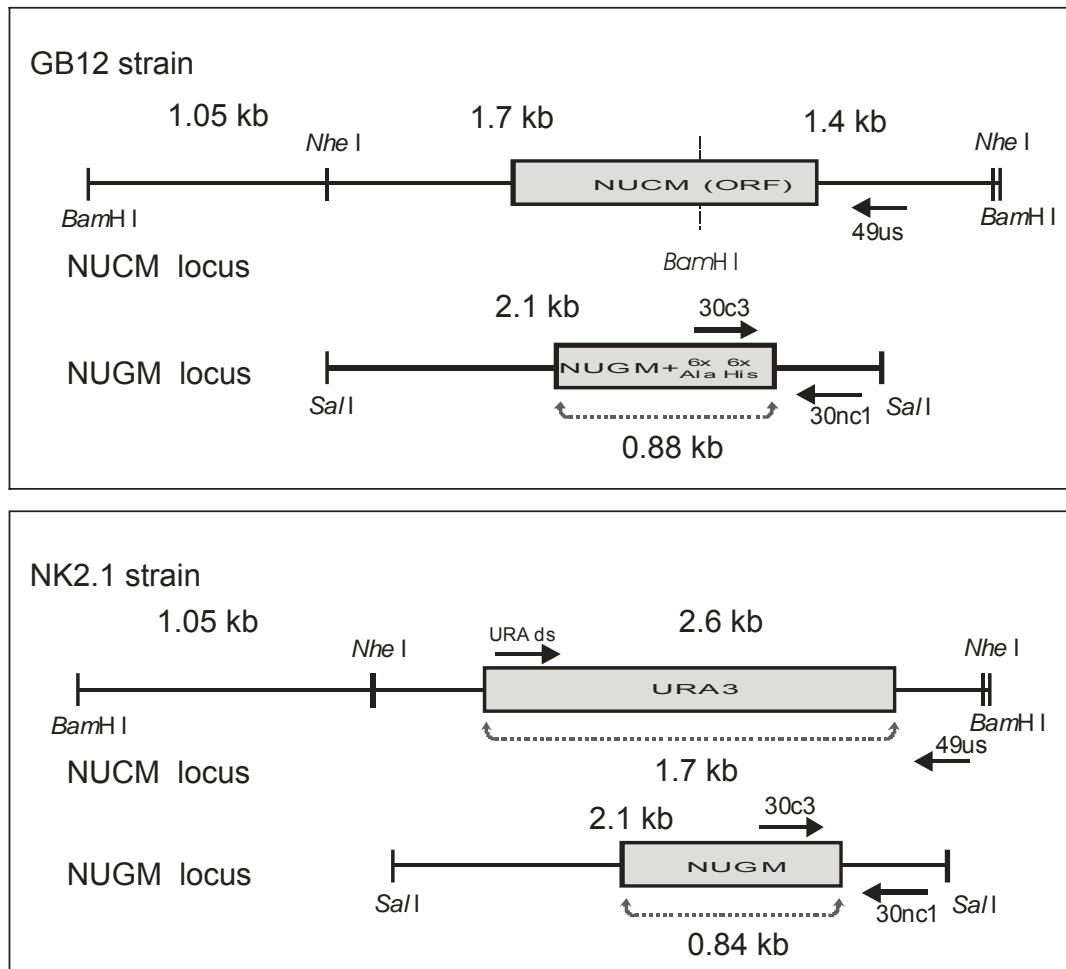 GB12 strain
1.05 kb 1.7 kb 1.4 kb
Nhe I Nhe I
NUCM (ORF)
BamH I 49us BamH I
NUCM locus BamH I
2.1 kb 30c3
NUGM locus NUGM+ 6x Ala 6x His
Sal I 30nc1 Sal I
0.88 kb
NK2.1 strain
1.05 kb 2.6 kb
URA ds
Nhe I Nhe I
URA3
BamH I BamH I
49us
NUCM locus 1.7 kb
30c3
2.1 kb
NUGM locus NUGM
Sal I 30nc1 Sal I
0.84 kb